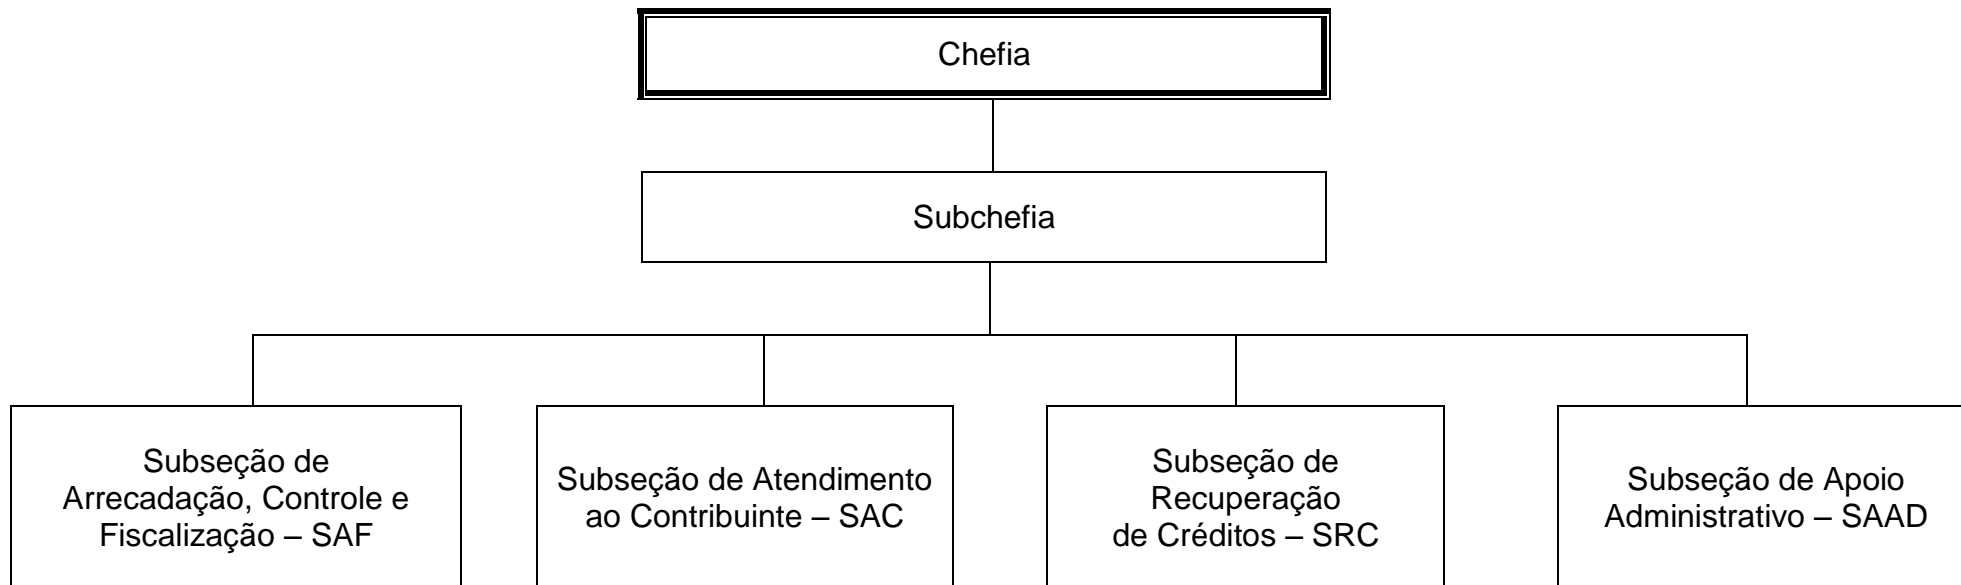 Chefia
Subchefia
Subseção de
Arrecadação, Controle e
Fiscalização – SAF
Subseção de Atendimento
ao Contribuinte – SAC
Subseção de
Recuperação
de Créditos – SRC
Subseção de Apoio
Administrativo – SAAD